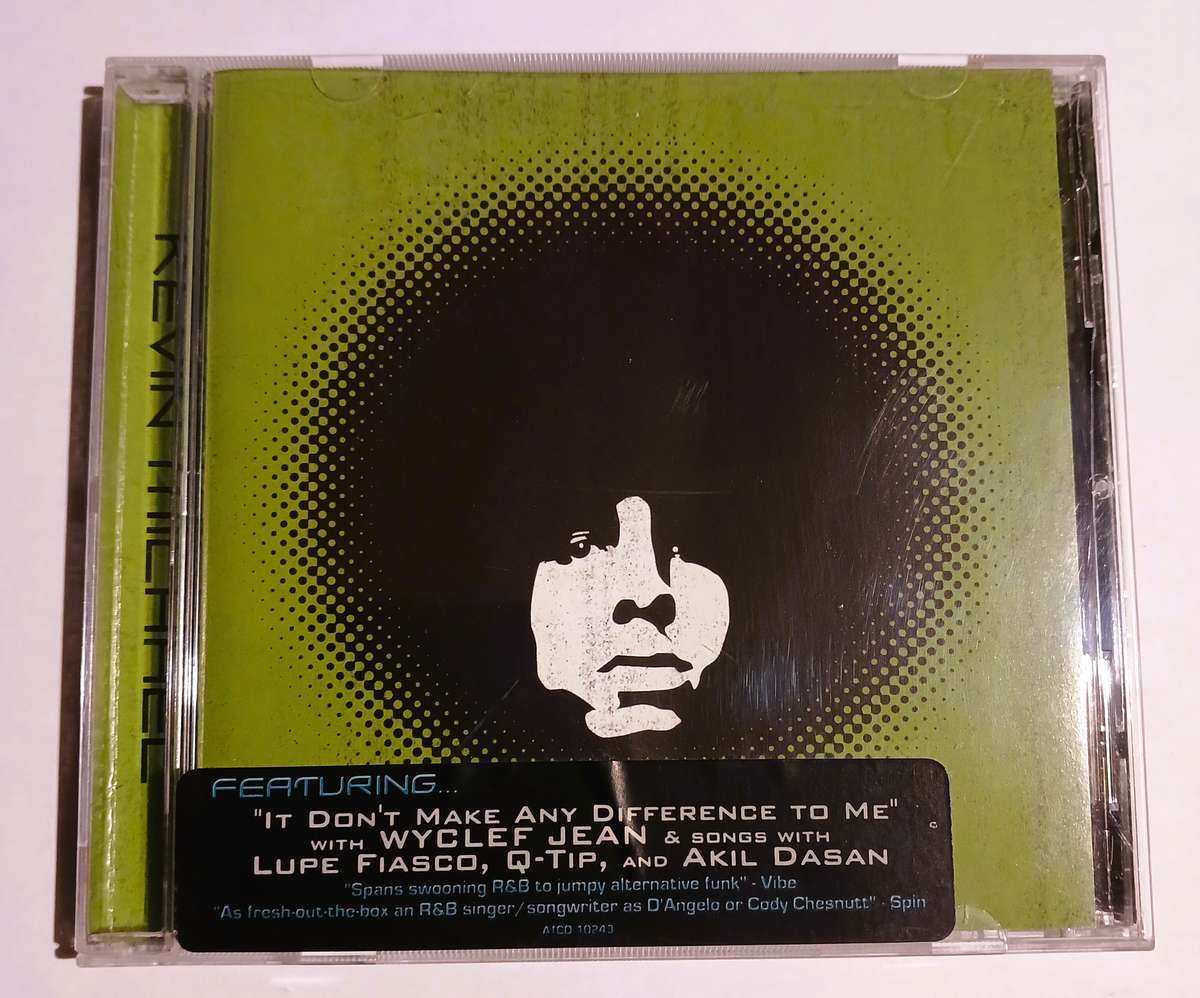 KEVIN MICHAEL
FEATURING...
"IT DON'T MAKE ANY DIFFERENCE TO ME"
WITH WYCLEF JEAN & SONGS WITH
LUPE FIASCO, Q-TIP, AND AKIL DASAN
"Spans swooning R&B to jumpy alternative funk" - Vibe
"As fresh-out-the-box an R&B singer/songwriter as D'Angelo or Cody Chesnutt" - Spin
A1CD 10243